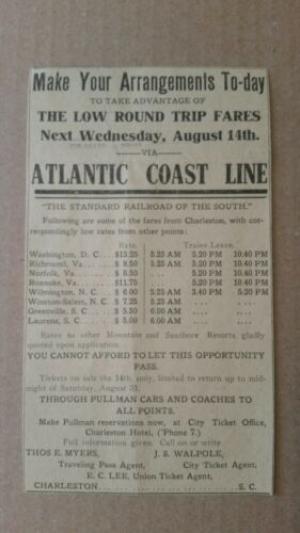 Make Your Arrangements To-day
TO TAKE ADVANTAGE OF
THE LOW ROUND TRIP FARES
Next Wednesday, August 14th.
VIA
ATLANTIC COAST LINE
"THE STANDARD RAILROAD OF THE SOUTH."
Following are some of the fares from Charleston, with cor-
respondingly low rates from other points:
Rate. Trains Leave.
Washington, D. C. $13.25 5.25 AM 5.20 PM 10.40 PM
Richmond, Va. $ 8.50 5.25 AM 5.20 PM 10.40 PM
Norfolk, Va. $ 8.50 5.20 PM 10.40 PM
Roanoke, Va. $11.75 5.20 PM 10.40 PM
Wilmington, N. C. $ 6.00 5.25 AM 3.40 PM 5.20 PM
Winston-Salem, N. C. $ 7.25 5.25 AM .... ....
Greenville, S. C. $ 5.50 6.00 AM .... ....
Laurens, S. C. $ 5.00 6.00 AM .... ....
Rates to other Mountain and Seashore Resorts gladly
quoted upon application.
YOU CANNOT AFFORD TO LET THIS OPPORTUNITY
PASS.
Tickets on sale the 14th only, limited to return up to mid-
night of Saturday, August 31.
THROUGH PULLMAN CARS AND COACHES TO
ALL POINTS.
Make Pullman reservations now, at City Ticket Office,
Charleston Hotel, ('Phone 7.)
Full information given. Call on or write
THOS E. MYERS, J. S. WALPOLE,
Traveling Pass Agent, City Ticket Agent,
E. C. LEE, Union Ticket Agent,
CHARLESTON S. C.